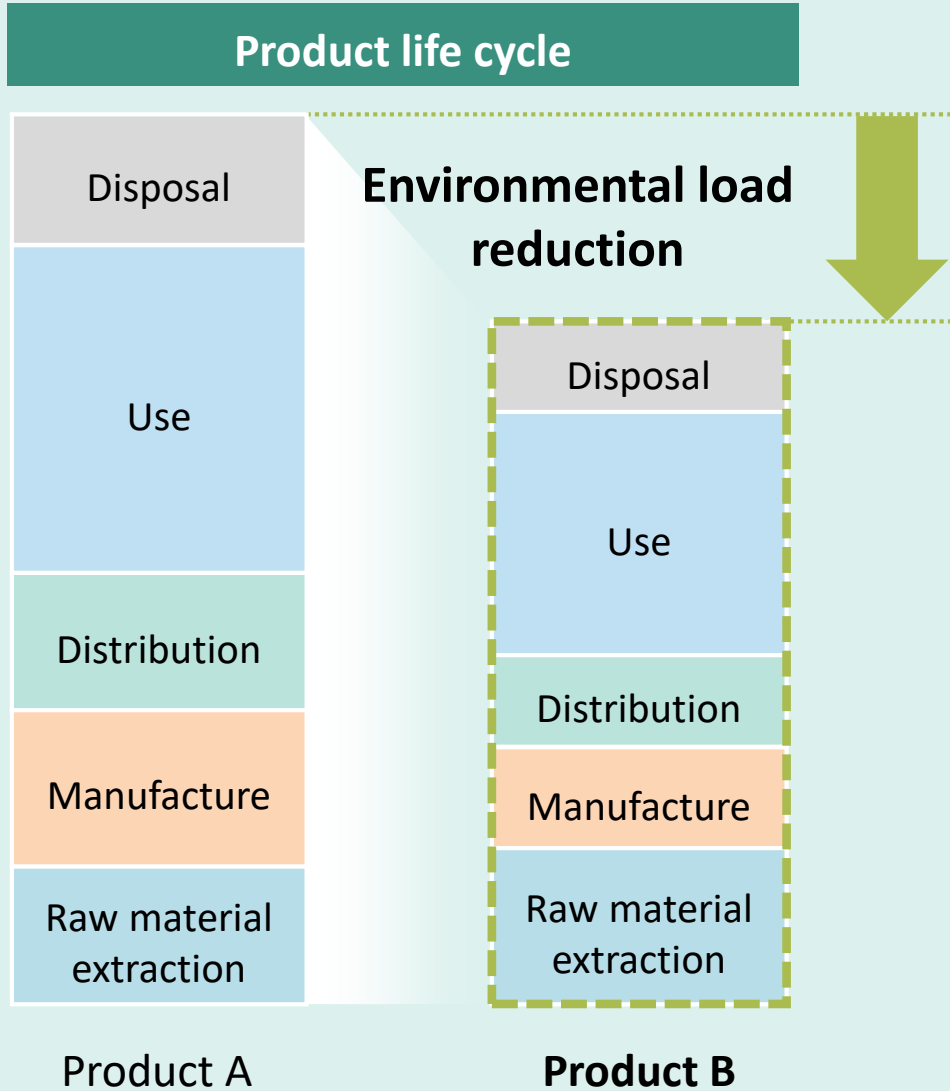 Product life cycle
Disposal
Use
Distribution
Manufacture
Raw material
extraction
Product A
Environmental load
reduction
Disposal
Use
Distribution
Manufacture
Raw material
extraction
Product B